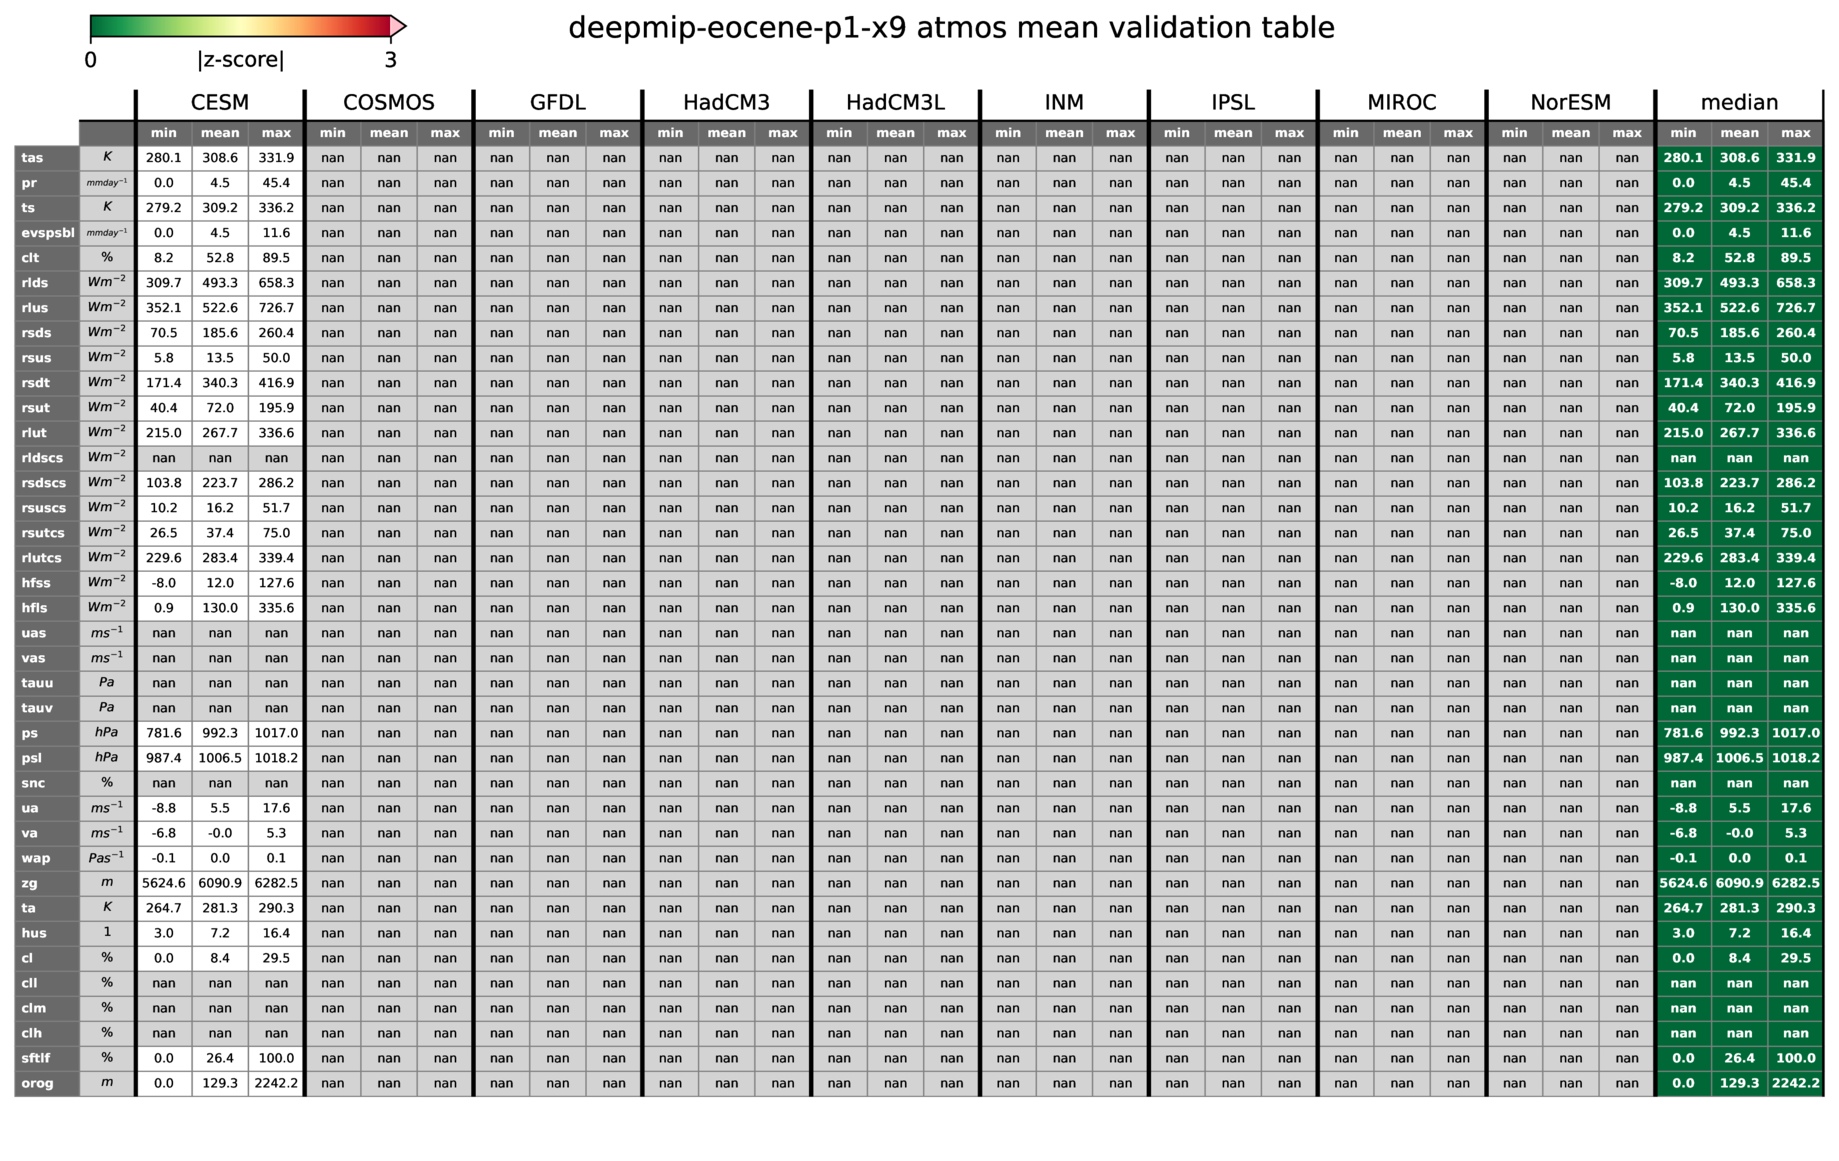 deepmip-eocene-p1-x9 atmos mean validation table
0 |z-score| 3
CESM COSMOS GFDL HadCM3 HadCM3L INM IPSL MIROC NorESM median
min mean max min mean max min mean max min mean max min mean max min mean max min mean max min mean max min mean max min mean max
tas K 280.1 308.6 331.9 nan nan nan nan nan nan nan nan nan nan nan nan nan nan nan nan nan nan nan nan nan nan nan nan 280.1 308.6 331.9
pr mmday⁻¹ 0.0 4.5 45.4 nan nan nan nan nan nan nan nan nan nan nan nan nan nan nan nan nan nan nan nan nan nan nan nan 0.0 4.5 45.4
ts K 279.2 309.2 336.2 nan nan nan nan nan nan nan nan nan nan nan nan nan nan nan nan nan nan nan nan nan nan nan nan 279.2 309.2 336.2
evspsbl mmday⁻¹ 0.0 4.5 11.6 nan nan nan nan nan nan nan nan nan nan nan nan nan nan nan nan nan nan nan nan nan nan nan nan 0.0 4.5 11.6
clt % 8.2 52.8 89.5 nan nan nan nan nan nan nan nan nan nan nan nan nan nan nan nan nan nan nan nan nan nan nan nan 8.2 52.8 89.5
rlds Wm⁻² 309.7 493.3 658.3 nan nan nan nan nan nan nan nan nan nan nan nan nan nan nan nan nan nan nan nan nan nan nan nan 309.7 493.3 658.3
rlus Wm⁻² 352.1 522.6 726.7 nan nan nan nan nan nan nan nan nan nan nan nan nan nan nan nan nan nan nan nan nan nan nan nan 352.1 522.6 726.7
rsds Wm⁻² 70.5 185.6 260.4 nan nan nan nan nan nan nan nan nan nan nan nan nan nan nan nan nan nan nan nan nan nan nan nan 70.5 185.6 260.4
rsus Wm⁻² 5.8 13.5 50.0 nan nan nan nan nan nan nan nan nan nan nan nan nan nan nan nan nan nan nan nan nan nan nan nan 5.8 13.5 50.0
rsdt Wm⁻² 171.4 340.3 416.9 nan nan nan nan nan nan nan nan nan nan nan nan nan nan nan nan nan nan nan nan nan nan nan nan 171.4 340.3 416.9
rsut Wm⁻² 40.4 72.0 195.9 nan nan nan nan nan nan nan nan nan nan nan nan nan nan nan nan nan nan nan nan nan nan nan nan 40.4 72.0 195.9
rlut Wm⁻² 215.0 267.7 336.6 nan nan nan nan nan nan nan nan nan nan nan nan nan nan nan nan nan nan nan nan nan nan nan nan 215.0 267.7 336.6
rldscs Wm⁻² nan nan nan nan nan nan nan nan nan nan nan nan nan nan nan nan nan nan nan nan nan nan nan nan nan nan nan nan nan nan
rsdscs Wm⁻² 103.8 223.7 286.2 nan nan nan nan nan nan nan nan nan nan nan nan nan nan nan nan nan nan nan nan nan nan nan nan 103.8 223.7 286.2
rsuscs Wm⁻² 10.2 16.2 51.7 nan nan nan nan nan nan nan nan nan nan nan nan nan nan nan nan nan nan nan nan nan nan nan nan 10.2 16.2 51.7
rsutcs Wm⁻² 26.5 37.4 75.0 nan nan nan nan nan nan nan nan nan nan nan nan nan nan nan nan nan nan nan nan nan nan nan nan 26.5 37.4 75.0
rlutcs Wm⁻² 229.6 283.4 339.4 nan nan nan nan nan nan nan nan nan nan nan nan nan nan nan nan nan nan nan nan nan nan nan nan 229.6 283.4 339.4
hfss Wm⁻² -8.0 12.0 127.6 nan nan nan nan nan nan nan nan nan nan nan nan nan nan nan nan nan nan nan nan nan nan nan nan -8.0 12.0 127.6
hfls Wm⁻² 0.9 130.0 335.6 nan nan nan nan nan nan nan nan nan nan nan nan nan nan nan nan nan nan nan nan nan nan nan nan 0.9 130.0 335.6
uas ms⁻¹ nan nan nan nan nan nan nan nan nan nan nan nan nan nan nan nan nan nan nan nan nan nan nan nan nan nan nan nan nan nan
vas ms⁻¹ nan nan nan nan nan nan nan nan nan nan nan nan nan nan nan nan nan nan nan nan nan nan nan nan nan nan nan nan nan nan
tauu Pa nan nan nan nan nan nan nan nan nan nan nan nan nan nan nan nan nan nan nan nan nan nan nan nan nan nan nan nan nan nan
tauv Pa nan nan nan nan nan nan nan nan nan nan nan nan nan nan nan nan nan nan nan nan nan nan nan nan nan nan nan nan nan nan
ps hPa 781.6 992.3 1017.0 nan nan nan nan nan nan nan nan nan nan nan nan nan nan nan nan nan nan nan nan nan nan nan nan 781.6 992.3 1017.0
psl hPa 987.4 1006.5 1018.2 nan nan nan nan nan nan nan nan nan nan nan nan nan nan nan nan nan nan nan nan nan nan nan nan 987.4 1006.5 1018.2
snc % nan nan nan nan nan nan nan nan nan nan nan nan nan nan nan nan nan nan nan nan nan nan nan nan nan nan nan nan nan nan
ua ms⁻¹ -8.8 5.5 17.6 nan nan nan nan nan nan nan nan nan nan nan nan nan nan nan nan nan nan nan nan nan nan nan nan -8.8 5.5 17.6
va ms⁻¹ -6.8 -0.0 5.3 nan nan nan nan nan nan nan nan nan nan nan nan nan nan nan nan nan nan nan nan nan nan nan nan -6.8 -0.0 5.3
wap Pas⁻¹ -0.1 0.0 0.1 nan nan nan nan nan nan nan nan nan nan nan nan nan nan nan nan nan nan nan nan nan nan nan nan -0.1 0.0 0.1
zg m 5624.6 6090.9 6282.5 nan nan nan nan nan nan nan nan nan nan nan nan nan nan nan nan nan nan nan nan nan nan nan nan 5624.6 6090.9 6282.5
ta K 264.7 281.3 290.3 nan nan nan nan nan nan nan nan nan nan nan nan nan nan nan nan nan nan nan nan nan nan nan nan 264.7 281.3 290.3
hus 1 3.0 7.2 16.4 nan nan nan nan nan nan nan nan nan nan nan nan nan nan nan nan nan nan nan nan nan nan nan nan 3.0 7.2 16.4
cl % 0.0 8.4 29.5 nan nan nan nan nan nan nan nan nan nan nan nan nan nan nan nan nan nan nan nan nan nan nan nan 0.0 8.4 29.5
cll % nan nan nan nan nan nan nan nan nan nan nan nan nan nan nan nan nan nan nan nan nan nan nan nan nan nan nan nan nan nan
clm % nan nan nan nan nan nan nan nan nan nan nan nan nan nan nan nan nan nan nan nan nan nan nan nan nan nan nan nan nan nan
clh % nan nan nan nan nan nan nan nan nan nan nan nan nan nan nan nan nan nan nan nan nan nan nan nan nan nan nan nan nan nan
sftlf % 0.0 26.4 100.0 nan nan nan nan nan nan nan nan nan nan nan nan nan nan nan nan nan nan nan nan nan nan nan nan 0.0 26.4 100.0
orog m 0.0 129.3 2242.2 nan nan nan nan nan nan nan nan nan nan nan nan nan nan nan nan nan nan nan nan nan nan nan nan 0.0 129.3 2242.2